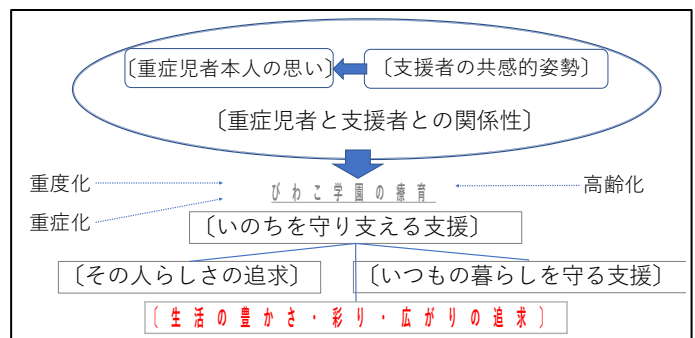 〔重症児者本人の思い〕 〔支援者の共感的姿勢〕
〔重症児者と支援者との関係性〕
重度化
びわこ学園の療育
高齢化
重症化
〔いのちを守り支える支援〕
〔その人らしさの追求〕 〔いつもの暮らしを守る支援〕
〔生活の豊かさ・彩り・広がりの追求〕